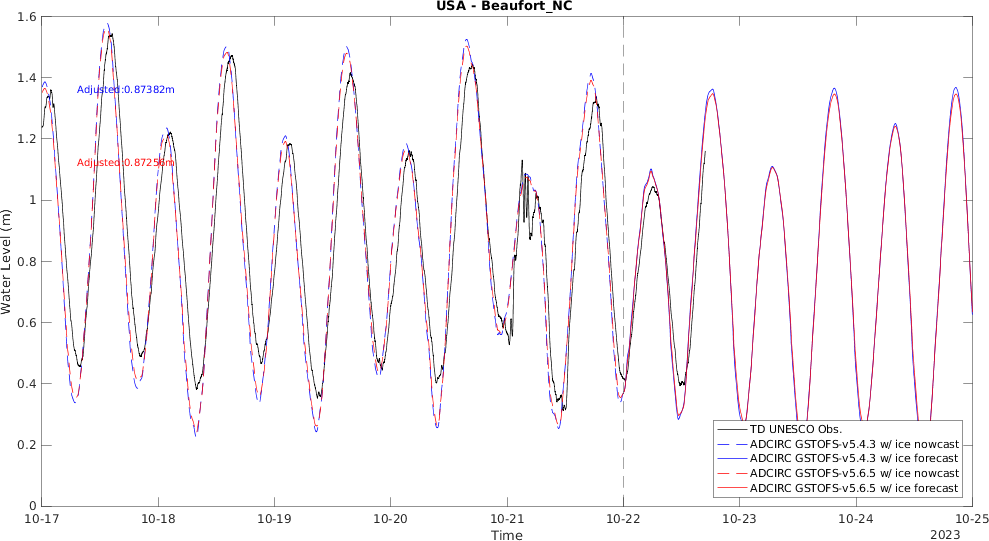 USA - Beaufort_NC
1.6
1.4
1.2
1
0.8
0.6
0.4
0.2
0
Water Level (m)
Adjusted:0.87382m
Adjusted:0.87256m
TD UNESCO Obs.
ADCIRC GSTOFS-v5.4.3 w/ ice nowcast
ADCIRC GSTOFS-v5.4.3 w/ ice forecast
ADCIRC GSTOFS-v5.6.5 w/ ice nowcast
ADCIRC GSTOFS-v5.6.5 w/ ice forecast
10-17 10-18 10-19 10-20 10-21 10-22 10-23 10-24 10-25
Time
2023